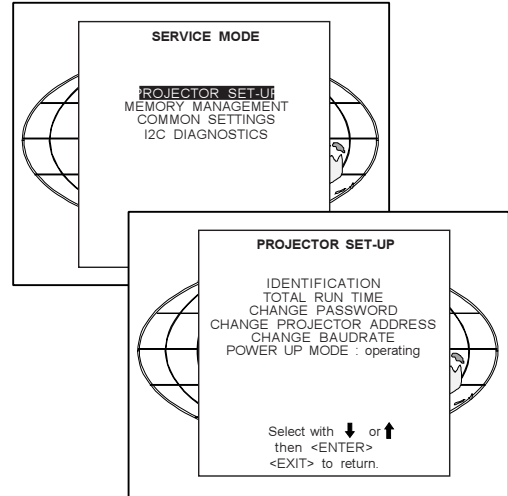 SERVICE MODE
PROJECTOR SET-UP
MEMORY MANAGEMENT
COMMON SETTINGS
I2C DIAGNOSTICS
PROJECTOR SET-UP
IDENTIFICATION
TOTAL RUN TIME
CHANGE PASSWORD
CHANGE PROJECTOR ADDRESS
CHANGE BAUDRATE
POWER UP MODE : operating
Select with ⬇ or ⬆
then <ENTER>
<EXIT> to return.